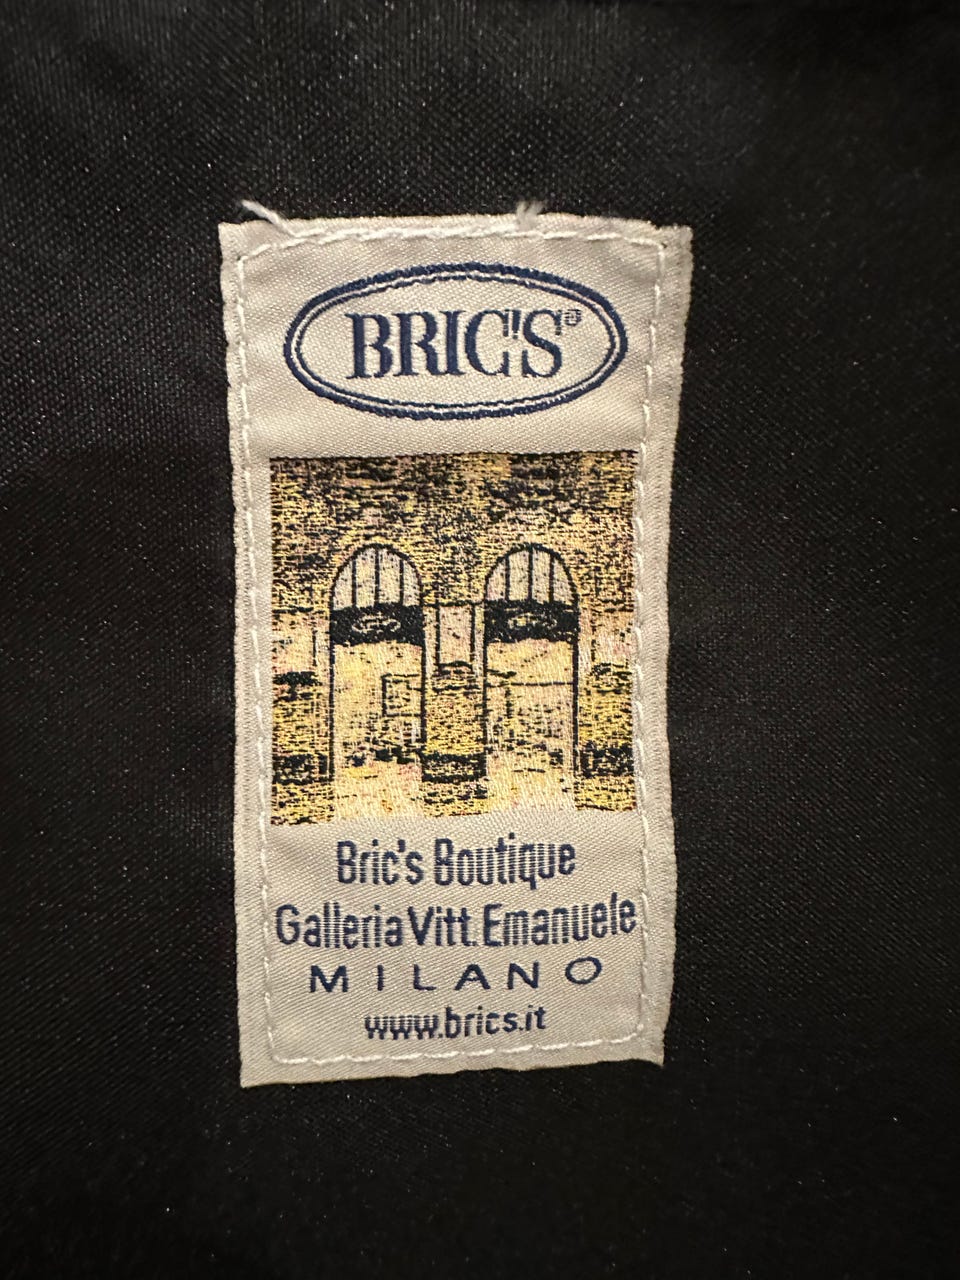 BRIC'S®
Bric's Boutique
Galleria Vitt. Emanuele
MILANO
www.brics.it